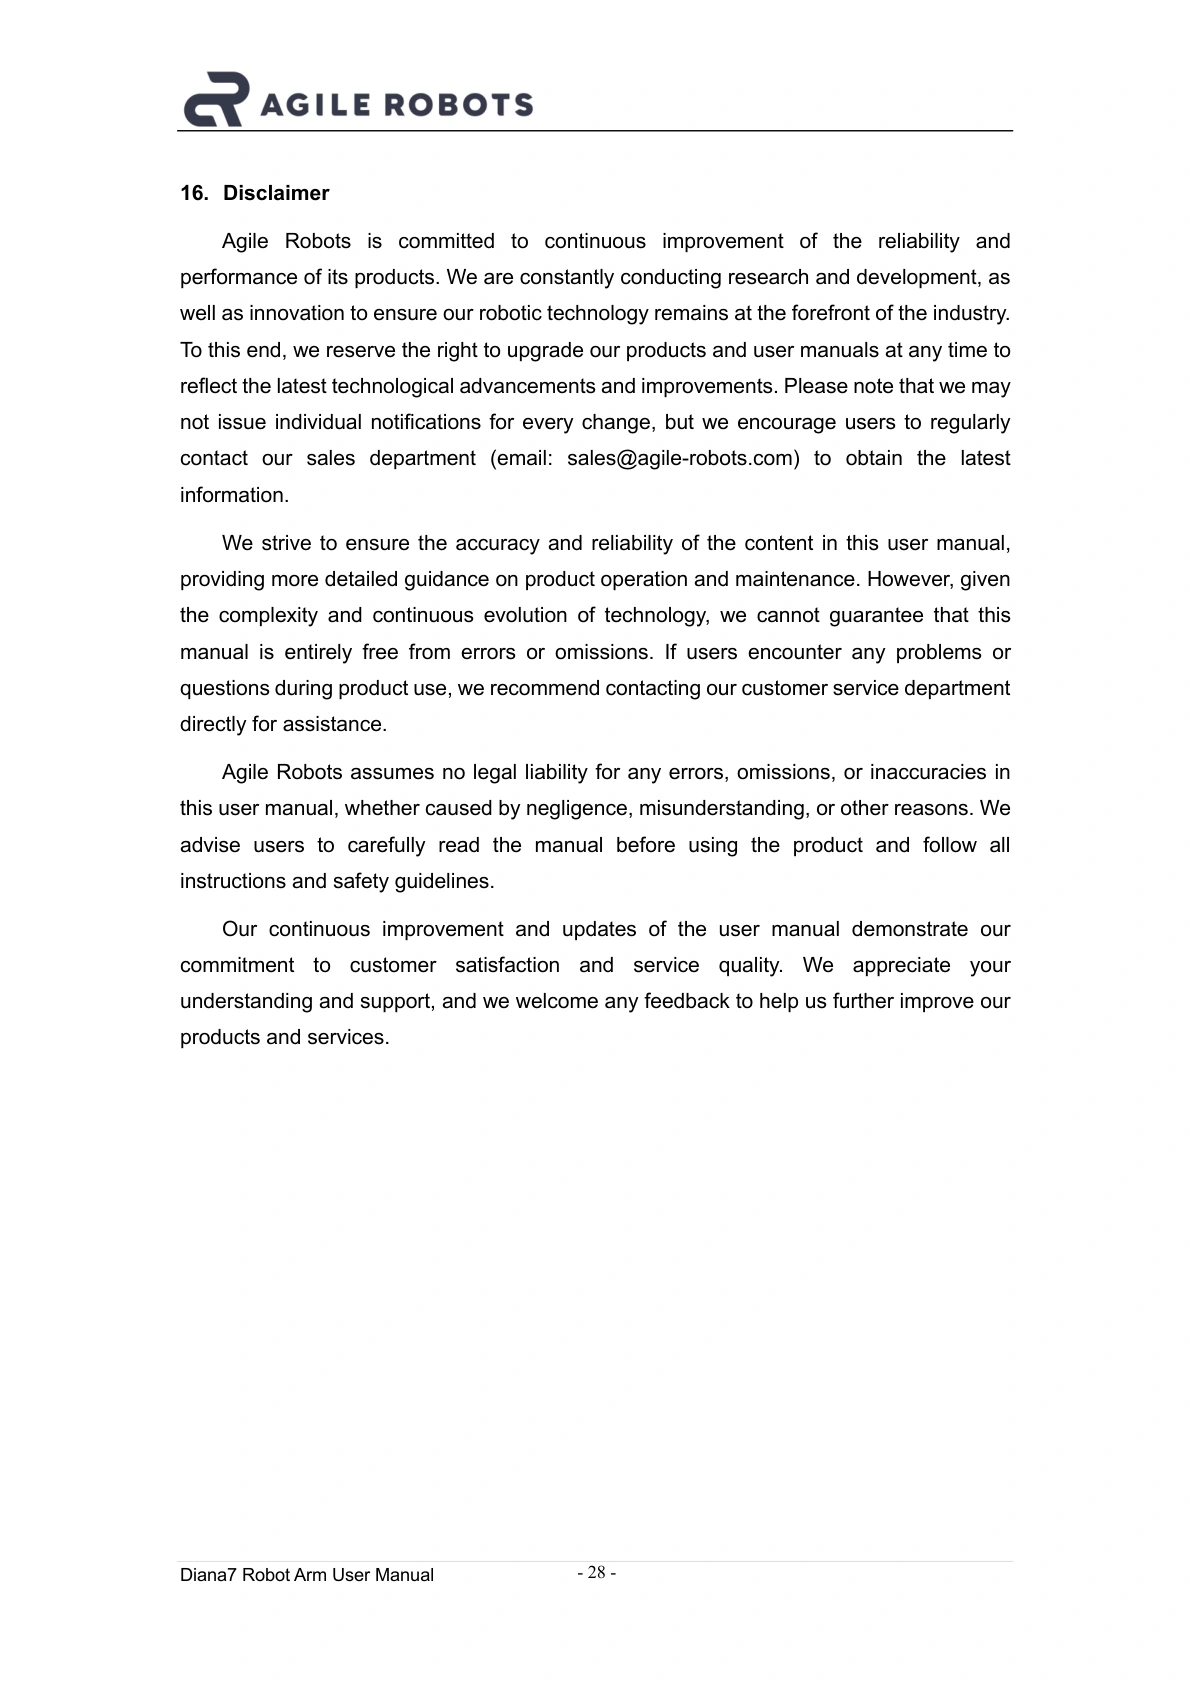 AGILE ROBOTS
16. Disclaimer
Agile Robots is committed to continuous improvement of the reliability and
performance of its products. We are constantly conducting research and development, as
well as innovation to ensure our robotic technology remains at the forefront of the industry.
To this end, we reserve the right to upgrade our products and user manuals at any time to
reflect the latest technological advancements and improvements. Please note that we may
not issue individual notifications for every change, but we encourage users to regularly
contact our sales department (email: sales@agile-robots.com) to obtain the latest
information.
We strive to ensure the accuracy and reliability of the content in this user manual,
providing more detailed guidance on product operation and maintenance. However, given
the complexity and continuous evolution of technology, we cannot guarantee that this
manual is entirely free from errors or omissions. If users encounter any problems or
questions during product use, we recommend contacting our customer service department
directly for assistance.
Agile Robots assumes no legal liability for any errors, omissions, or inaccuracies in
this user manual, whether caused by negligence, misunderstanding, or other reasons. We
advise users to carefully read the manual before using the product and follow all
instructions and safety guidelines.
Our continuous improvement and updates of the user manual demonstrate our
commitment to customer satisfaction and service quality. We appreciate your
understanding and support, and we welcome any feedback to help us further improve our
products and services.
Diana7 Robot Arm User Manual - 28 -